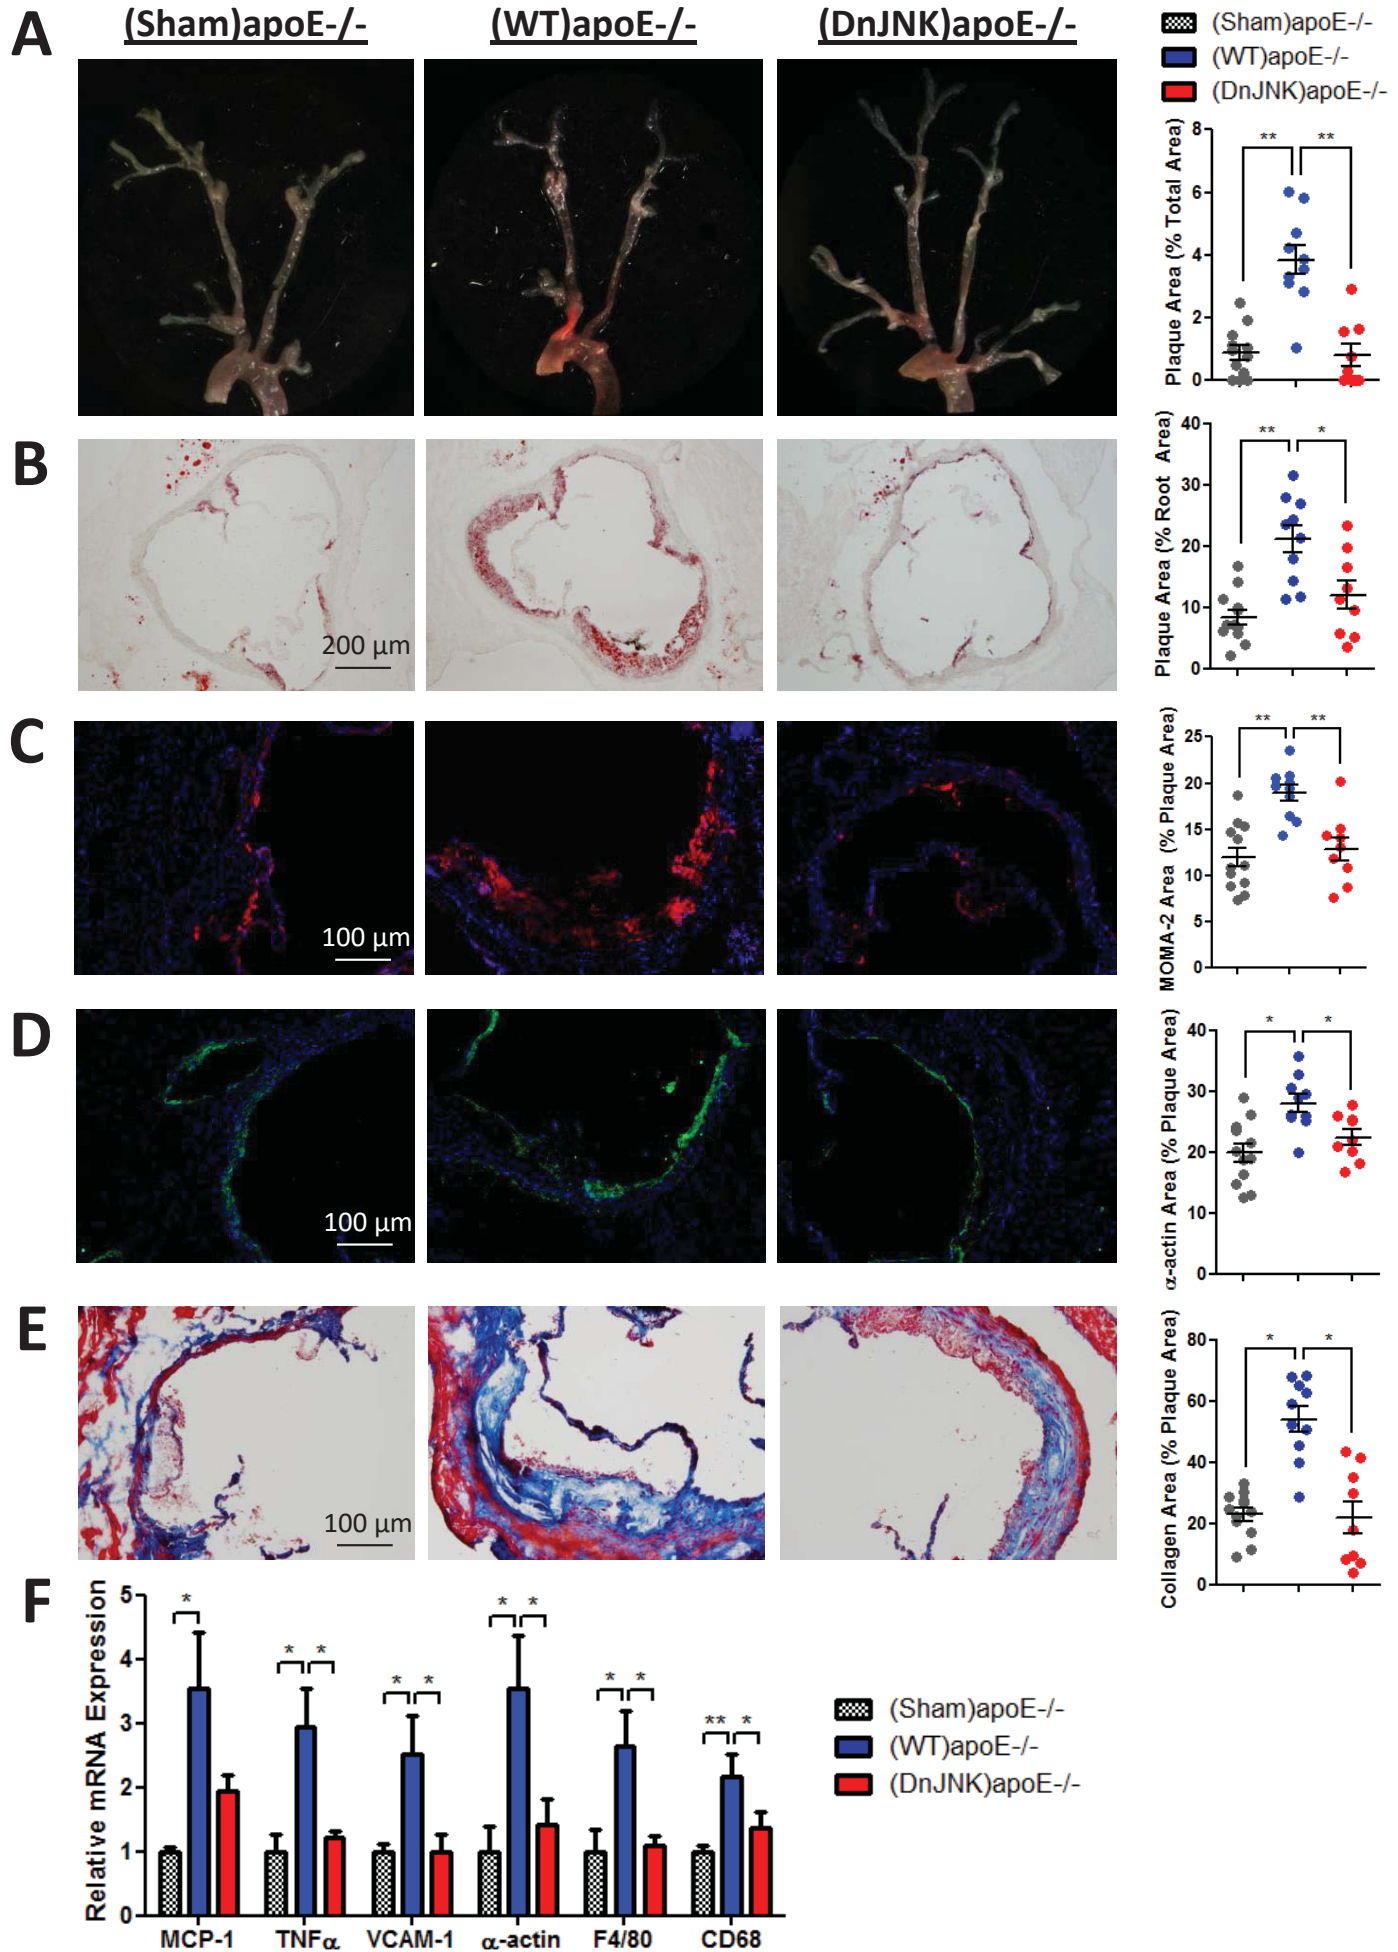 A
(Sham)apoE-/-
(WT)apoE-/-
(DnJNK)apoE-/-
(Sham)apoE-/-
(WT)apoE-/-
(DnJNK)apoE-/-
Plaque Area (% Total Area)
8
6
4
2
0
** **
B
200 µm
Plaque Area (% Root Area)
40
30
20
10
0
** *
C
100 µm
MOMA-2 Area (% Plaque Area)
25
20
15
10
5
0
** **
D
100 µm
α-actin Area (% Plaque Area)
40
30
20
10
0
* *
E
100 µm
Collagen Area (% Plaque Area)
80
60
40
20
0
* *
F
Relative mRNA Expression
5
4
3
2
1
0
*
* *
* *
* *
* *
** *
MCP-1 TNFα VCAM-1 α-actin F4/80 CD68
(Sham)apoE-/-
(WT)apoE-/-
(DnJNK)apoE-/-